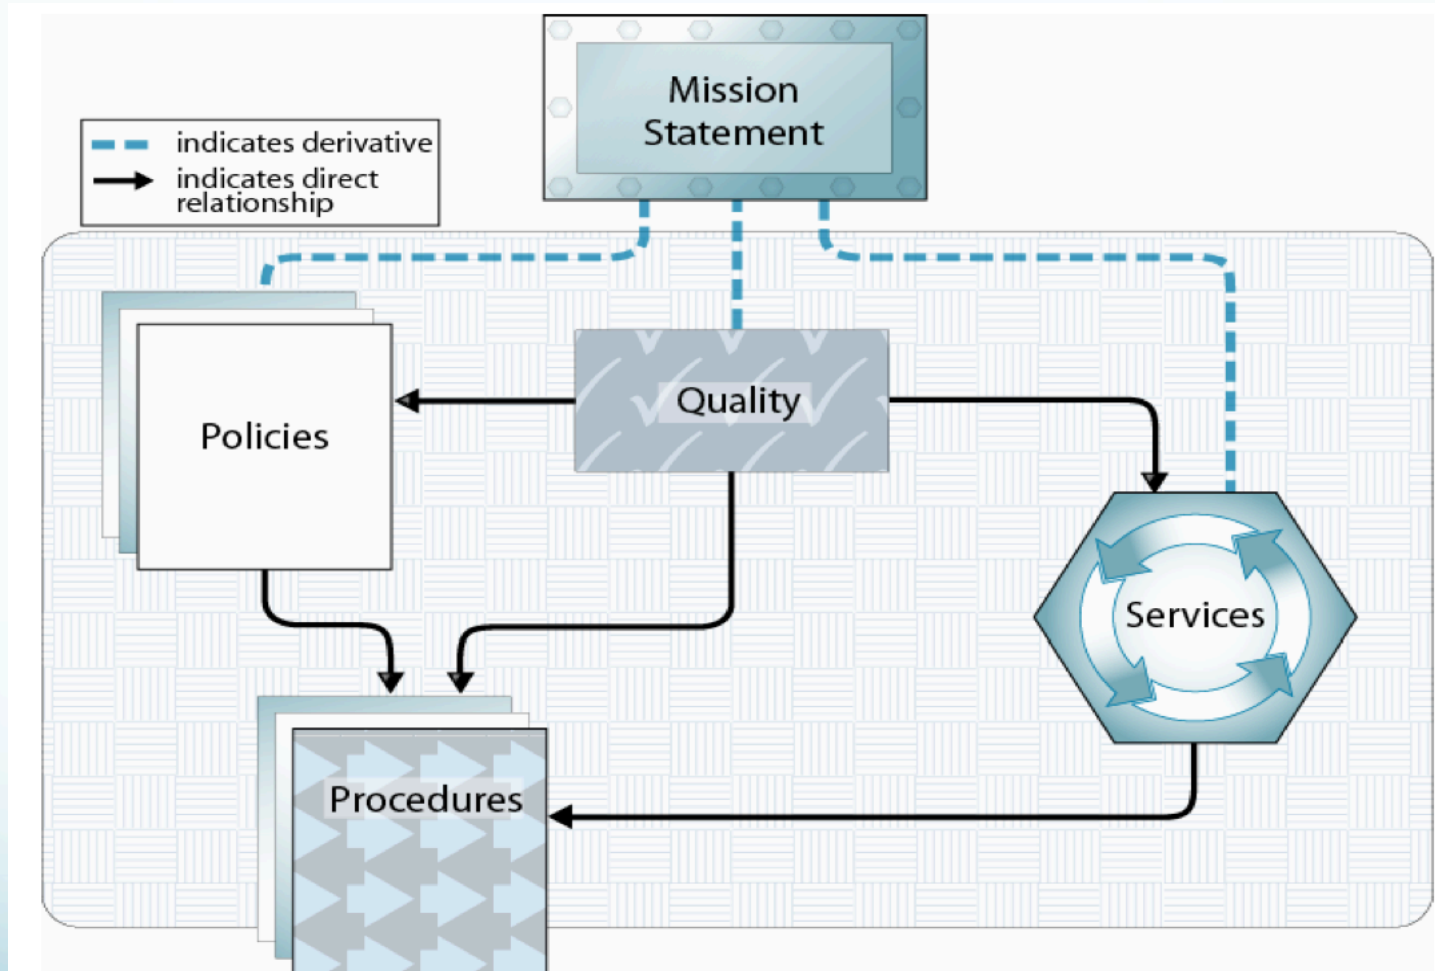 Mission
Statement
indicates derivative
indicates direct
relationship
Quality
Policies
Services
Procedures